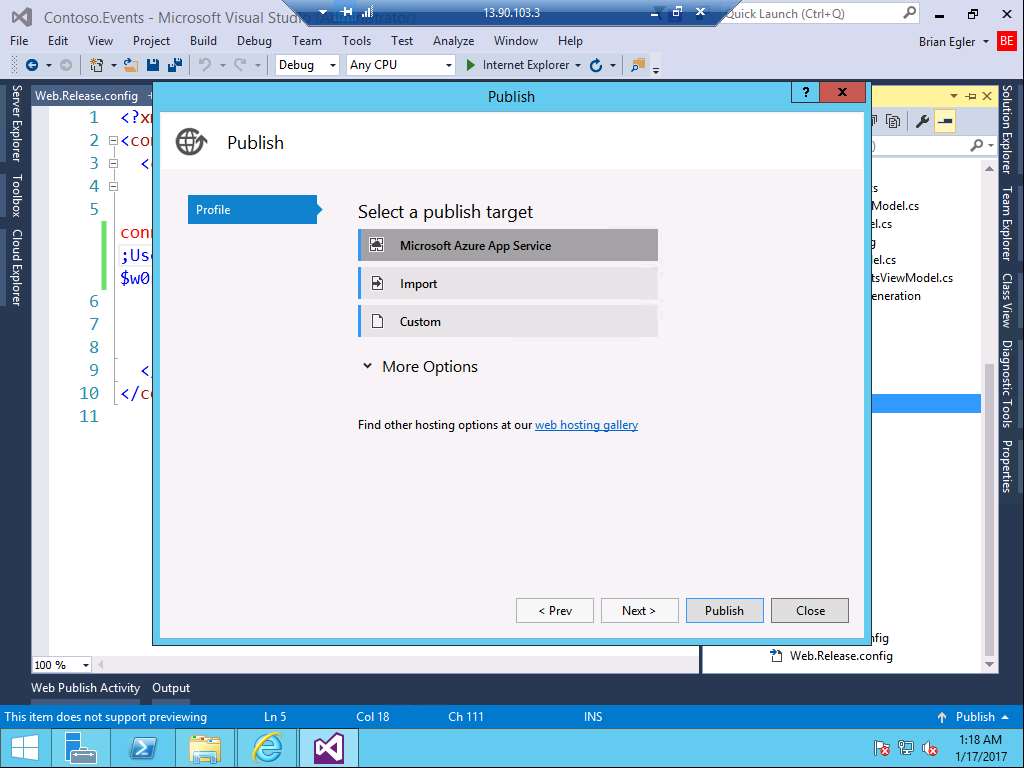 Contoso.Events - Microsoft Visual Studio (Administrator)
13.90.103.3
Quick Launch (Ctrl+Q)
File Edit View Project Build Debug Team Tools Test Analyze Window Help
Brian Egler
BE
Debug
Any CPU
Internet Explorer
Server Explorer
Toolbox
Cloud Explorer
Web.Release.config
1 <?x
2 <co
3 <
4
5
conn
;Use
$w0
6
7
8
9 </
10 </co
11
Publish
?
Publish
Profile
Select a publish target
Microsoft Azure App Service
Import
Custom
More Options
Find other hosting options at our web hosting gallery
< Prev
Next >
Publish
Close
cs
Model.cs
el.cs
g
el.cs
tsViewModel.cs
eneration
nfig
Web.Release.config
Solution Explorer
Team Explorer
Class View
Diagnostic Tools
Properties
100 %
Web Publish Activity Output
This item does not support previewing
Ln 5
Col 18
Ch 111
INS
Publish
1:18 AM
1/17/2017